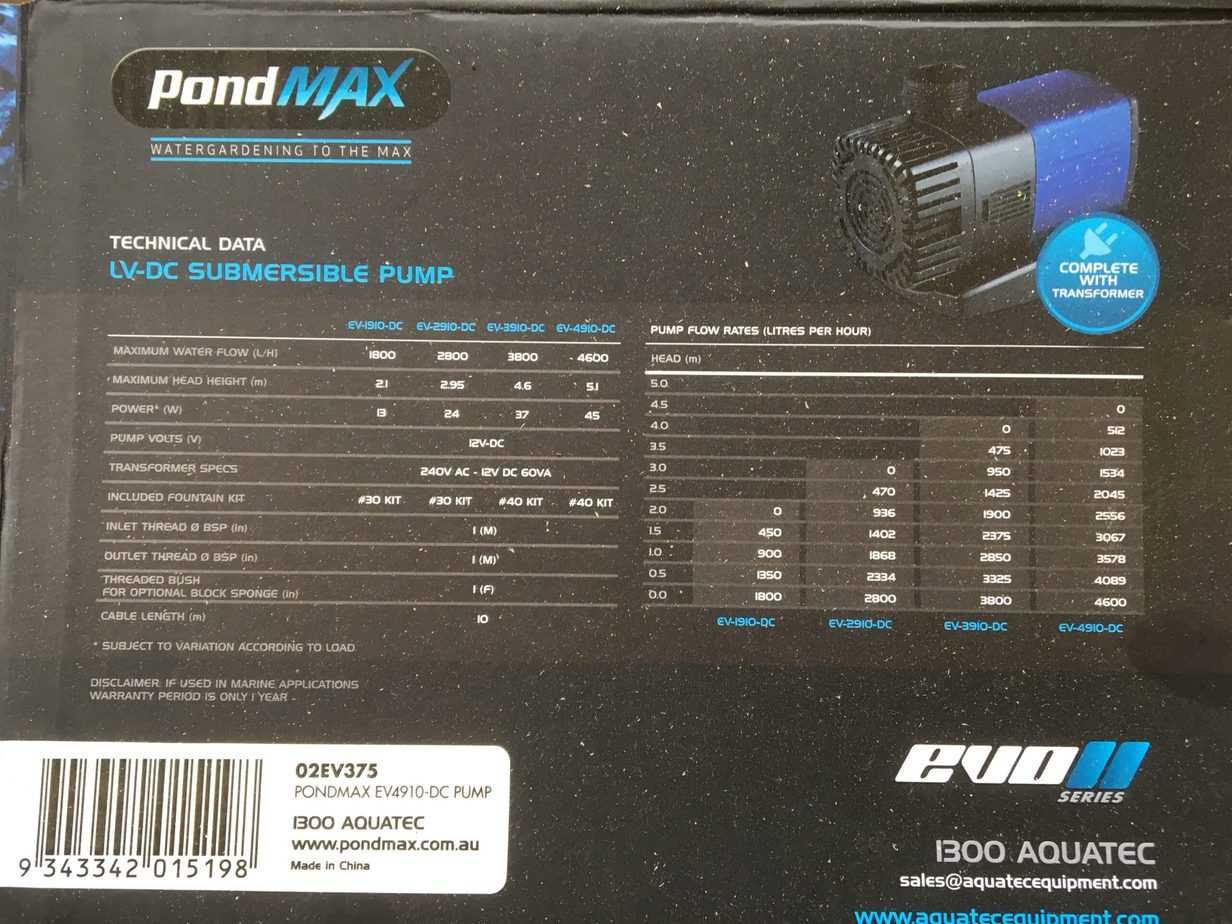 PondMAX
WATERGARDENING TO THE MAX
COMPLETE
WITH
TRANSFORMER
TECHNICAL DATA
LV-DC SUBMERSIBLE PUMP
EV-1910-DC EV-2910-DC EV-3910-DC EV-4910-DC
MAXIMUM WATER FLOW (L/H) 1800 2800 3800 4600
MAXIMUM HEAD HEIGHT (m) 2.1 2.95 4.6 5.1
POWER* (W) 13 24 37 45
PUMP VOLTS (V) 12V-DC
TRANSFORMER SPECS 240V AC - 12V DC 60VA
INCLUDED FOUNTAIN KIT #30 KIT #30 KIT #40 KIT #40 KIT
INLET THREAD Ø BSP (in) 1 (M)
OUTLET THREAD Ø BSP (in) 1 (M)
THREADED BUSH
FOR OPTIONAL BLOCK SPONGE (in) 1 (F)
CABLE LENGTH (m) 10
* SUBJECT TO VARIATION ACCORDING TO LOAD
DISCLAIMER: IF USED IN MARINE APPLICATIONS
WARRANTY PERIOD IS ONLY 1 YEAR -
PUMP FLOW RATES (LITRES PER HOUR)
HEAD (m)
5.0
4.5 0
4.0 0 512
3.5 475 1023
3.0 0 950 1534
2.5 470 1425 2045
2.0 0 936 1900 2556
1.5 450 1402 2375 3067
1.0 900 1868 2850 3578
0.5 1350 2334 3325 4089
0.0 1800 2800 3800 4600
EV-1910-DC EV-2910-DC EV-3910-DC EV-4910-DC
02EV375
PONDMAX EV4910-DC PUMP
1300 AQUATEC
www.pondmax.com.au
Made in China
9 343342 015198
evoII
SERIES
1300 AQUATEC
sales@aquatecequipment.com
www.aquatecequipment.com